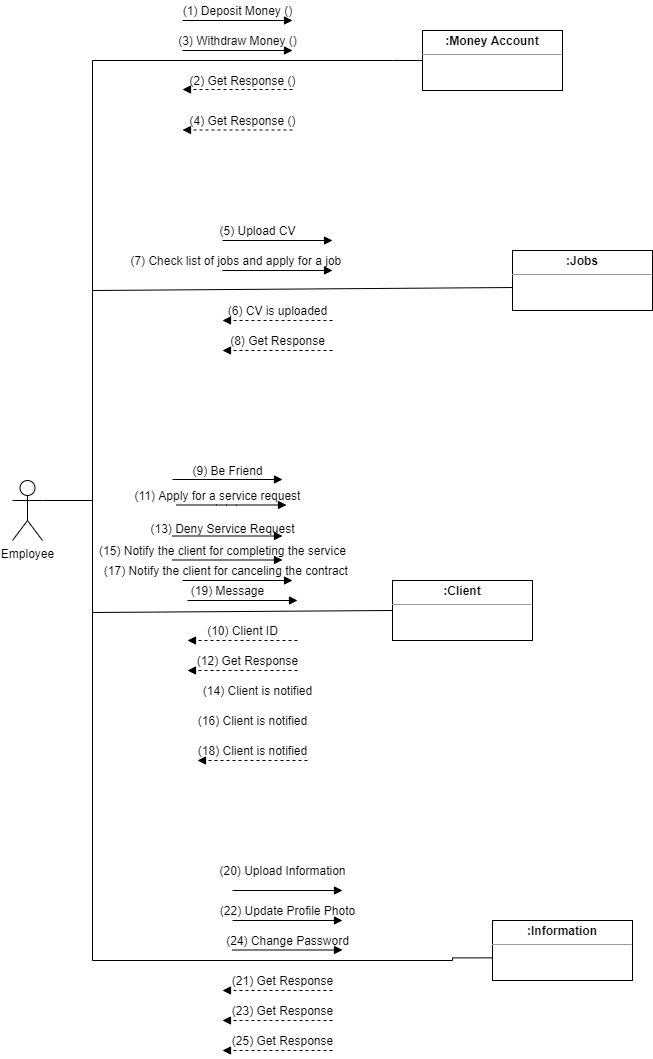 (1) Deposit Money ()
(3) Withdraw Money ()
:Money Account
(2) Get Response ()
(4) Get Response ()
(5) Upload CV
(7) Check list of jobs and apply for a job
:Jobs
(6) CV is uploaded
(8) Get Response
(9) Be Friend
(11) Apply for a service request
(13) Deny Service Request
Employee
(15) Notify the client for completing the service
(17) Notify the client for canceling the contract
(19) Message
:Client
(10) Client ID
(12) Get Response
(14) Client is notified
(16) Client is notified
(18) Client is notified
(20) Upload Information
(22) Update Profile Photo
(24) Change Password
:Information
(21) Get Response
(23) Get Response
(25) Get Response